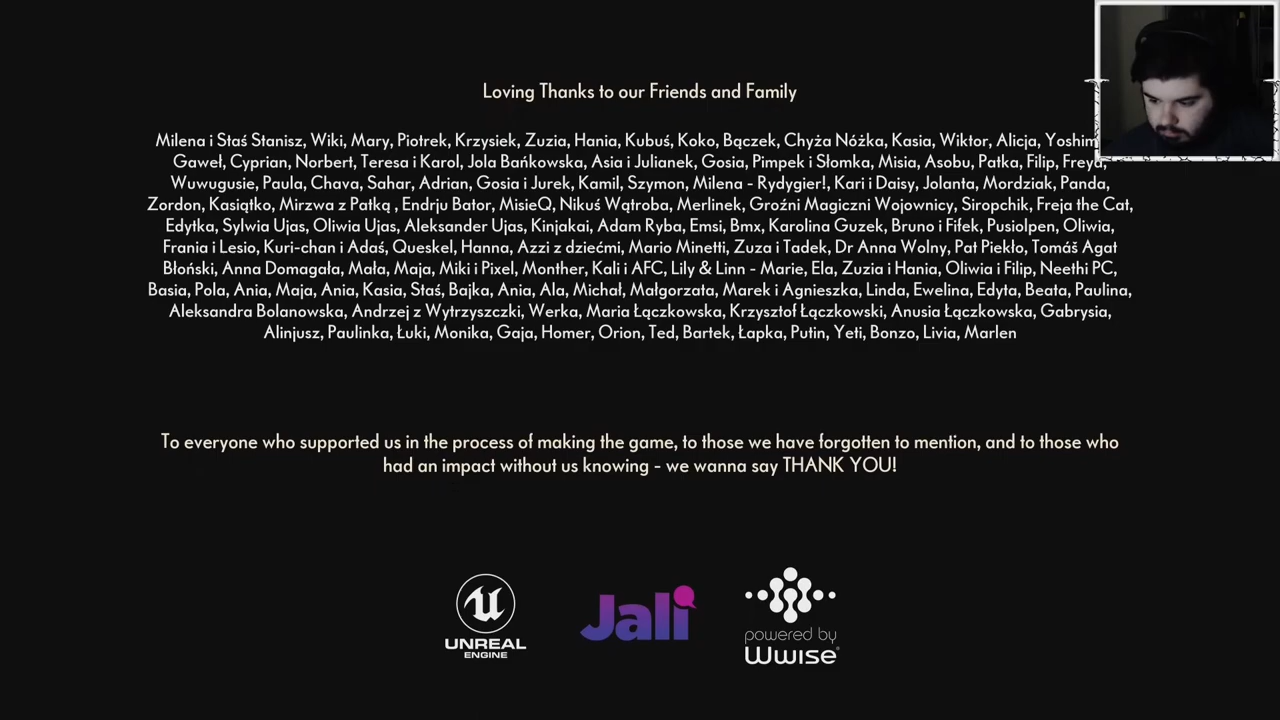 Loving Thanks to our Friends and Family
Milena i Staś Stanisz, Wiki, Mary, Piotrek, Krzysiek, Zuzia, Hania, Kubuś, Koko, Bączek, Chyża Nóżka, Kasia, Wiktor, Alicja,
Gaweł, Cyprian, Norbert, Teresa i Karol, Jola Bańkowska, Asia i Julianek, Gosia, Pimpek i Słomka, Misia, Asobu, Patka, Filip, Freya,
Wuwugusie, Paula, Chava, Sahar, Adrian, Gosia i Jurek, Kamil, Szymon, Milena - Rydygier!, Kari i Daisy, Jolanta, Mordziak, Panda,
Zordon, Kasiątko, Mirzwa z Patką , Endrju Bator, MisieQ, Nikuś Wątroba, Merlinek, Groźni Magiczni Wojownicy, Siropchik, Freja the Cat,
Edytka, Sylwia Ujas, Oliwia Ujas, Aleksander Ujas, Kinjakai, Adam Ryba, Emsi, Bmx, Karolina Guzek, Bruno i Fifek, Pusiolpen, Oliwia,
Frania i Lesio, Kuri-chan i Adaś, Queskel, Hanna, Azzi z dziećmi, Mario Minetti, Zuza i Tadek, Dr Anna Wolny, Pat Piekło, Tomáš Agat
Błoński, Anna Domagała, Mała, Maja, Miki i Pixel, Monther, Kali i AFC, Lily & Linn - Marie, Ela, Zuzia i Hania, Oliwia i Filip, Neethi PC,
Basia, Pola, Ania, Maja, Ania, Kasia, Staś, Bajka, Ania, Ala, Michał, Małgorzata, Marek i Agnieszka, Linda, Ewelina, Edyta, Beata, Paulina,
Aleksandra Bolanowska, Andrzej z Wytrzyszczki, Werka, Maria Łączkowska, Krzysztof Łączkowski, Anusia Łączkowska, Gabrysia,
Alinjusz, Paulinka, Łuki, Monika, Gaja, Homer, Orion, Ted, Bartek, Łapka, Putin, Yeti, Bonzo, Livia, Marlen
To everyone who supported us in the process of making the game, to those we have forgotten to mention, and to those who
had an impact without us knowing - we wanna say THANK YOU!
UNREAL
ENGINE
Jali
powered by
Wwise